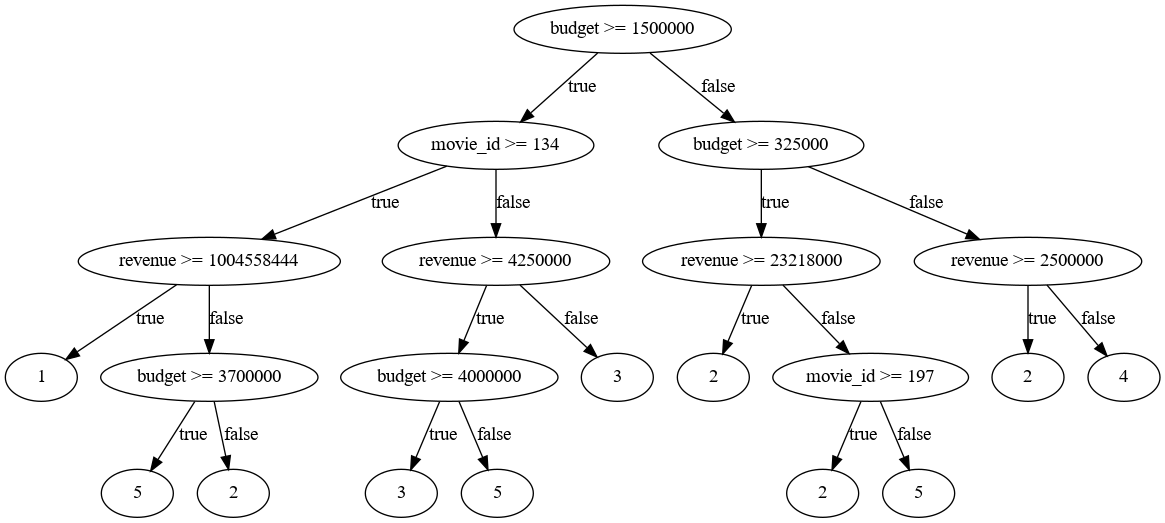 budget >= 1500000
true
false
movie_id >= 134
budget >= 325000
true
false
true
false
revenue >= 1004558444
revenue >= 4250000
revenue >= 23218000
revenue >= 2500000
true
false
true
false
true
false
true
false
1
budget >= 3700000
budget >= 4000000
3
2
movie_id >= 197
2
4
true
false
true
false
true
false
5
2
3
5
2
5